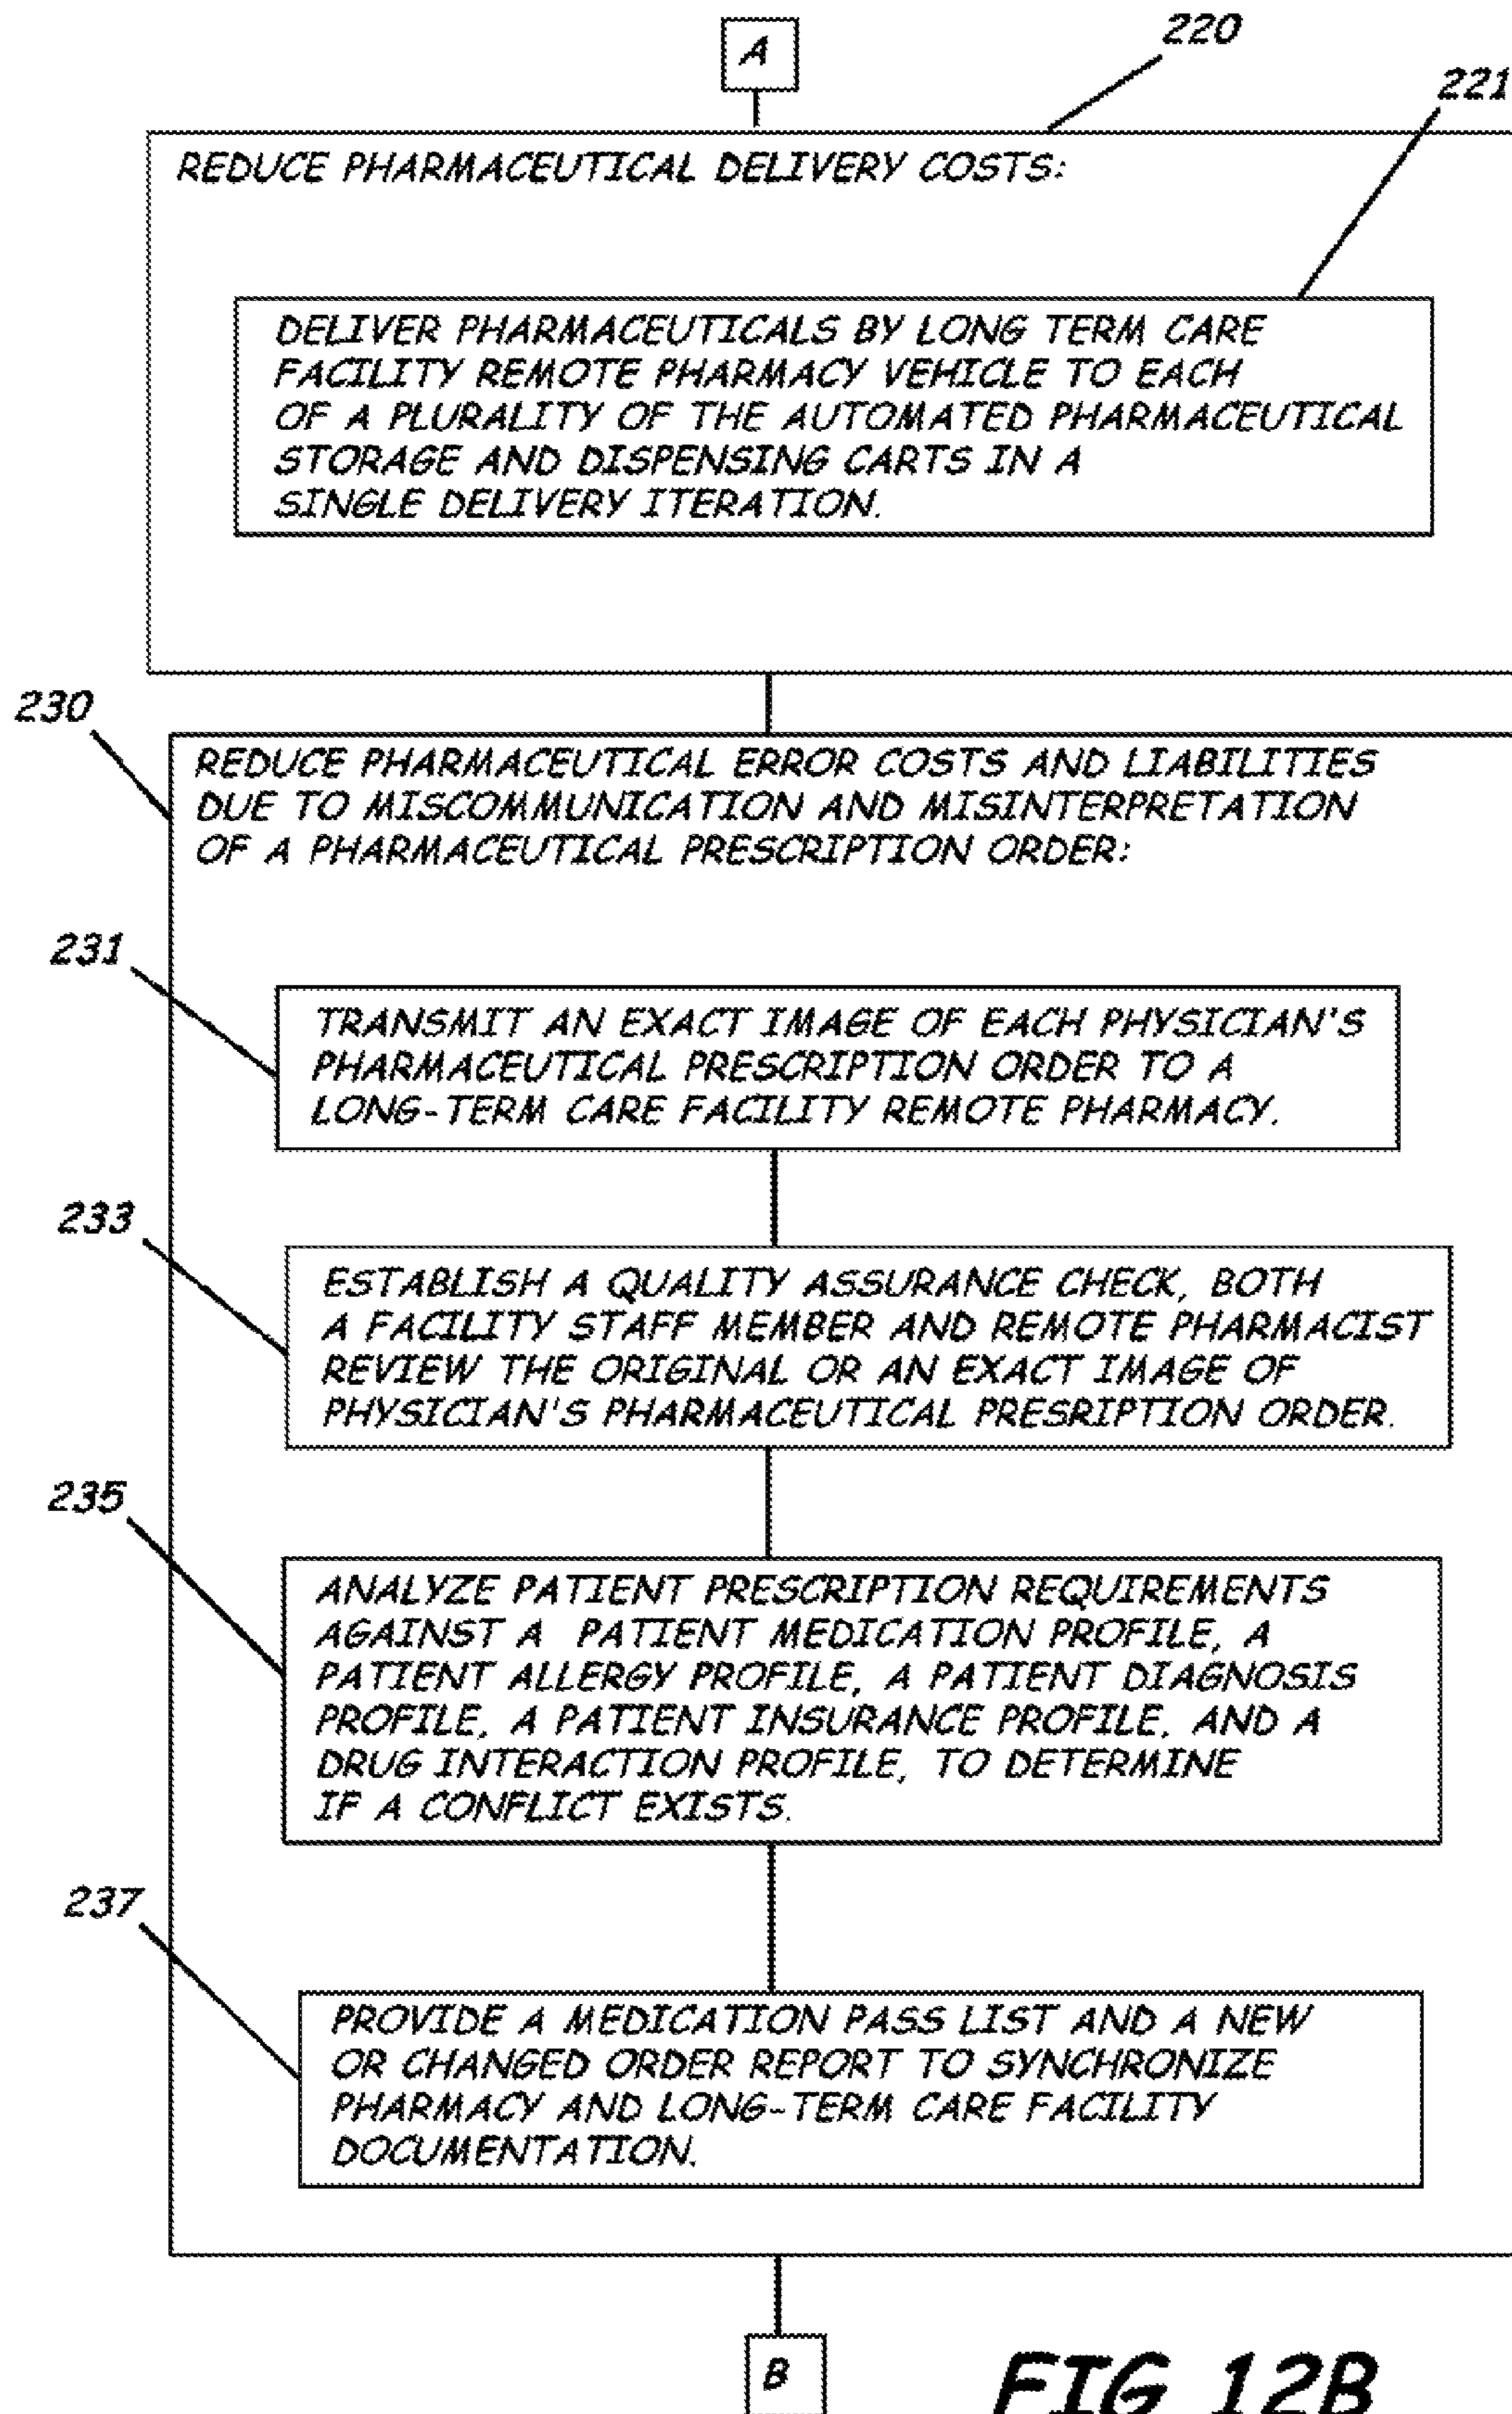 A
220
221
REDUCE PHARMACEUTICAL DELIVERY COSTS:
DELIVER PHARMACEUTICALS BY LONG TERM CARE
FACILITY REMOTE PHARMACY VEHICLE TO EACH
OF A PLURALITY OF THE AUTOMATED PHARMACEUTICAL
STORAGE AND DISPENSING CARTS IN A
SINGLE DELIVERY ITERATION.
230
REDUCE PHARMACEUTICAL ERROR COSTS AND LIABILITIES
DUE TO MISCOMMUNICATION AND MISINTERPRETATION
OF A PHARMACEUTICAL PRESCRIPTION ORDER:
231
TRANSMIT AN EXACT IMAGE OF EACH PHYSICIAN'S
PHARMACEUTICAL PRESCRIPTION ORDER TO A
LONG-TERM CARE FACILITY REMOTE PHARMACY.
233
ESTABLISH A QUALITY ASSURANCE CHECK, BOTH
A FACILITY STAFF MEMBER AND REMOTE PHARMACIST
REVIEW THE ORIGINAL OR AN EXACT IMAGE OF
PHYSICIAN'S PHARMACEUTICAL PRESRIPTION ORDER.
235
ANALYZE PATIENT PRESCRIPTION REQUIREMENTS
AGAINST A PATIENT MEDICATION PROFILE, A
PATIENT ALLERGY PROFILE, A PATIENT DIAGNOSIS
PROFILE, A PATIENT INSURANCE PROFILE, AND A
DRUG INTERACTION PROFILE, TO DETERMINE
IF A CONFLICT EXISTS.
237
PROVIDE A MEDICATION PASS LIST AND A NEW
OR CHANGED ORDER REPORT TO SYNCHRONIZE
PHARMACY AND LONG-TERM CARE FACILITY
DOCUMENTATION.
B
FIG 12B